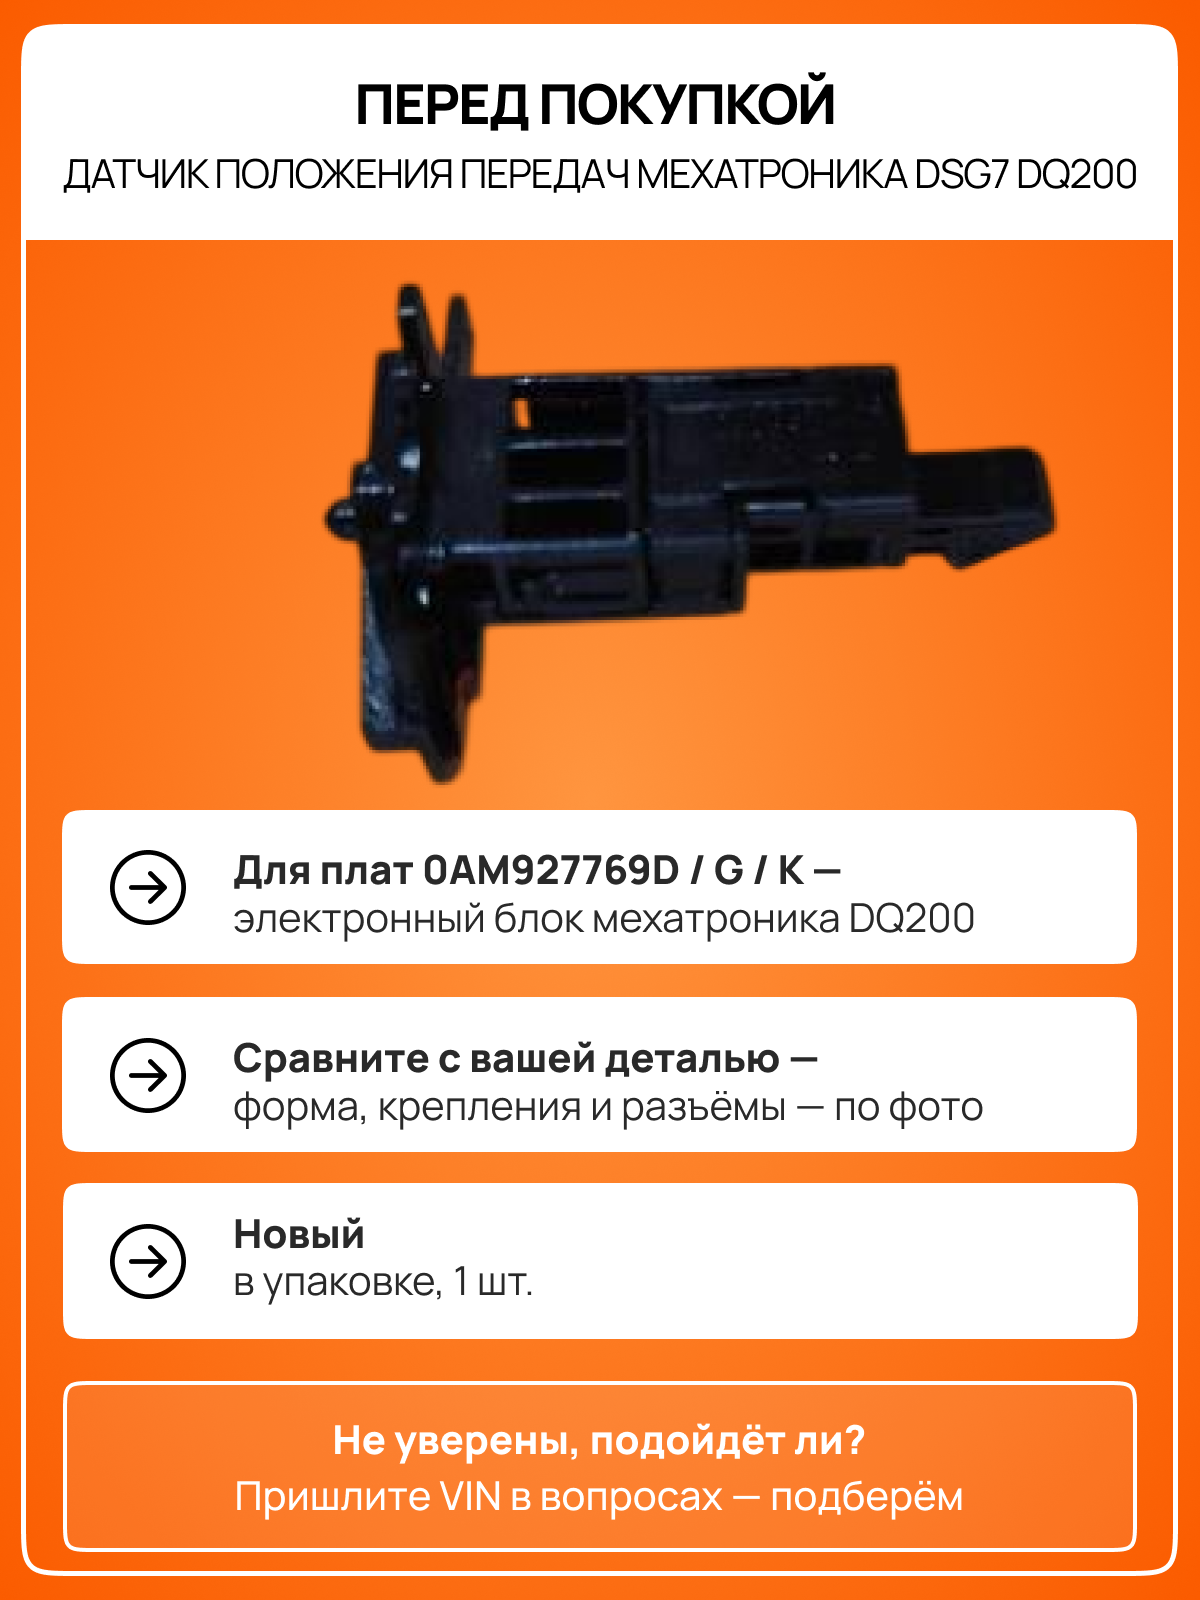 ПЕРЕД ПОКУПКОЙ
ДАТЧИК ПОЛОЖЕНИЯ ПЕРЕДАЧ МЕХАТРОНИКА DSG7 DQ200
Для плат 0AM927769D / G / K —
электронный блок мехатроника DQ200
Сравните с вашей деталью —
форма, крепления и разъёмы — по фото
Новый
в упаковке, 1 шт.
Не уверены, подойдёт ли?
Пришлите VIN в вопросах — подберём